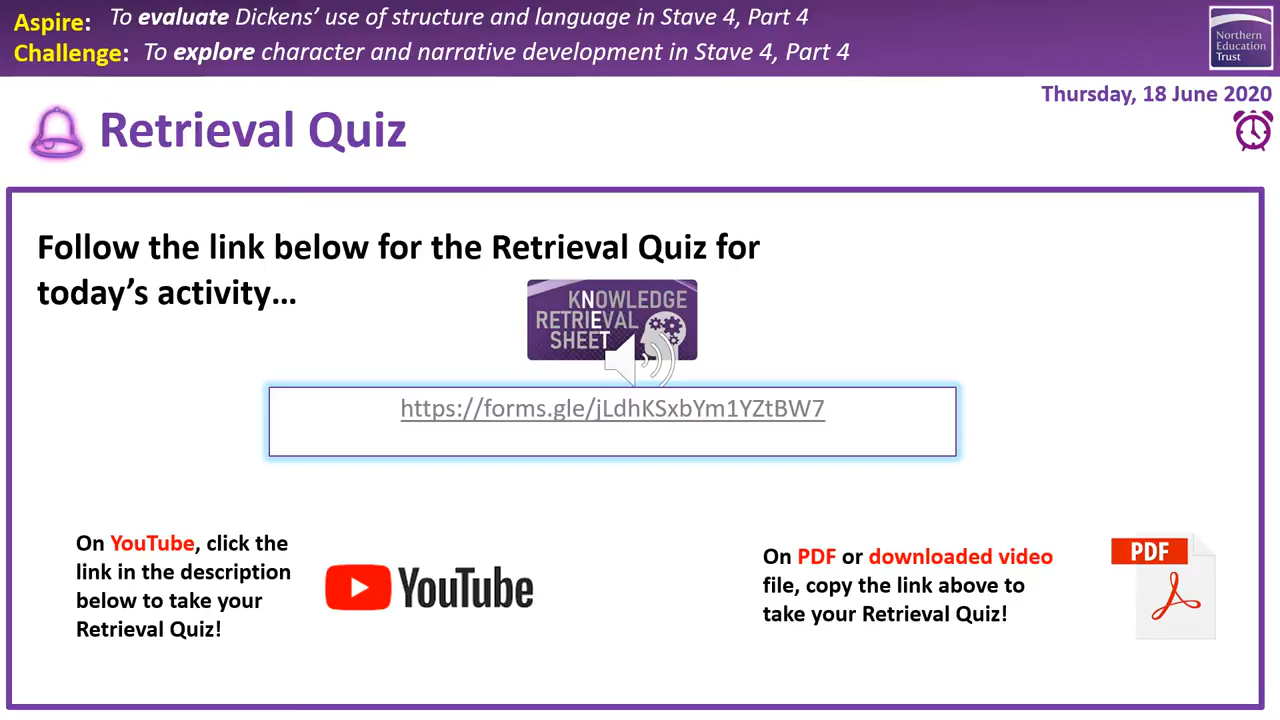 Aspire: To evaluate Dickens’ use of structure and language in Stave 4, Part 4
Challenge: To explore character and narrative development in Stave 4, Part 4
Northern
Education
Trust
Thursday, 18 June 2020
Retrieval Quiz
Follow the link below for the Retrieval Quiz for
today’s activity…
KNOWLEDGE
RETRIEVAL
SHEET
https://forms.gle/jLdhKSxbYm1YZtBW7
On YouTube, click the
link in the description
below to take your
Retrieval Quiz!
YouTube
On PDF or downloaded video
file, copy the link above to
take your Retrieval Quiz!
PDF